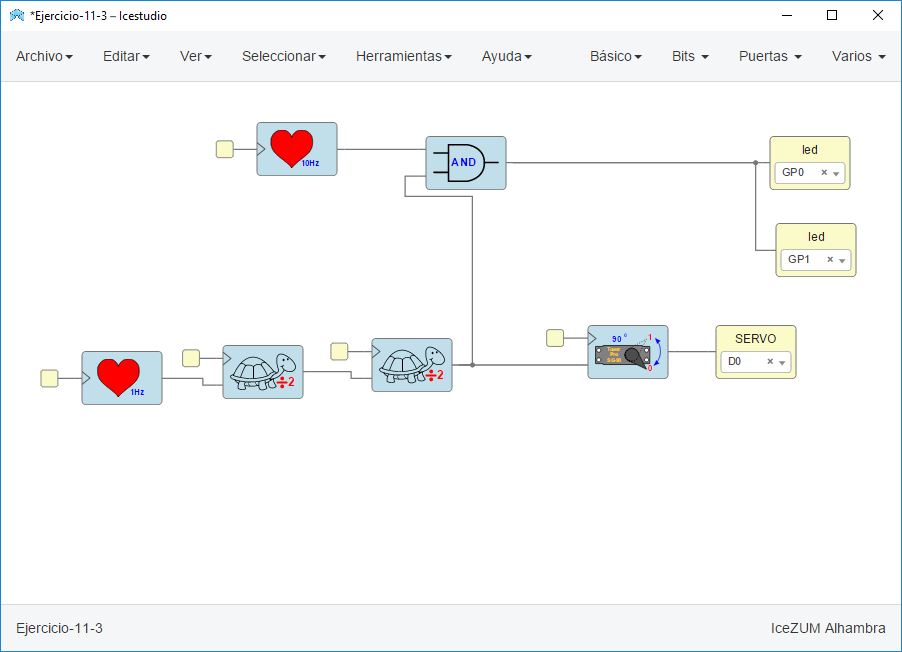 *Ejercicio-11-3 – Icestudio
Archivo Editar Ver Seleccionar Herramientas Ayuda Básico Bits Puertas Varios
10Hz
AND
led
GP0
led
GP1
1Hz
÷2
÷2
90 °
1
0
SERVO
D0
Ejercicio-11-3 IceZUM Alhambra